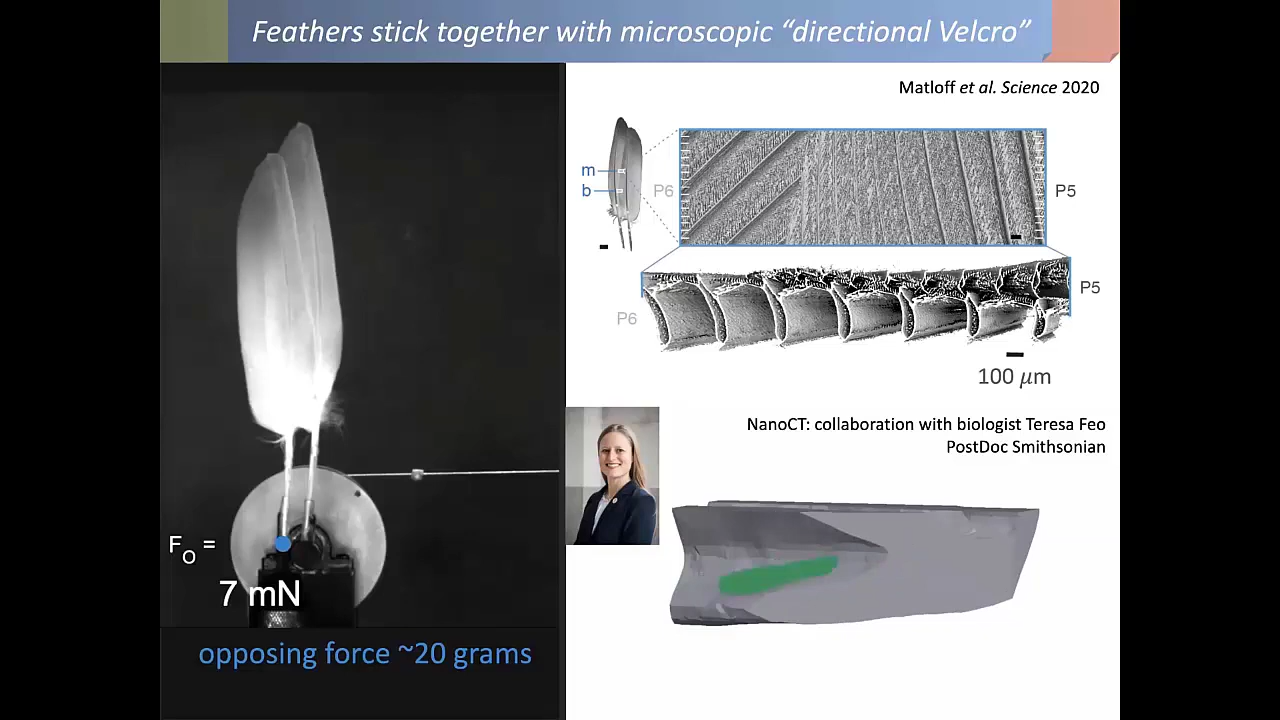 Feathers stick together with microscopic “directional Velcro”
Matloff et al. Science 2020
m
b
P6
P5
P6
P5
100 μm
NanoCT: collaboration with biologist Teresa Feo
PostDoc Smithsonian
FO =
7 mN
opposing force ~20 grams